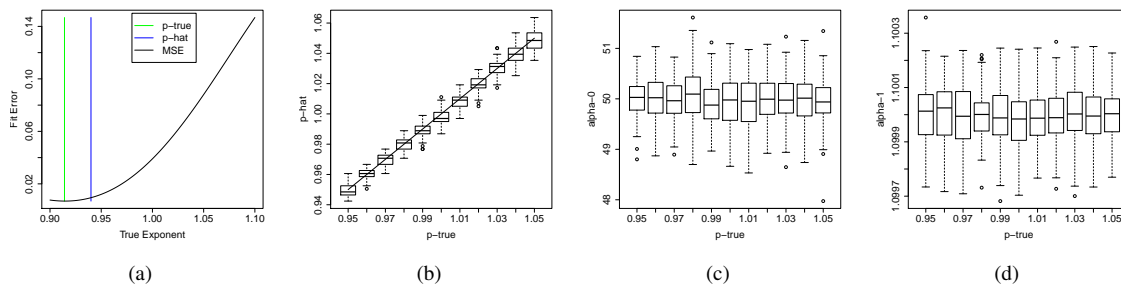 p−true
p−hat
MSE
Fit Error
0.02
0.06
0.14
0.90
0.95
1.00
1.05
1.10
True Exponent
(a)
p−hat
0.94
0.96
0.98
1.00
1.02
1.04
1.06
0.95
0.97
0.99
1.01
1.03
1.05
p−true
(b)
alpha−0
48
49
50
51
0.95
0.97
0.99
1.01
1.03
1.05
p−true
(c)
alpha−1
1.0997
1.0999
1.1001
1.1003
0.95
0.97
0.99
1.01
1.03
1.05
p−true
(d)